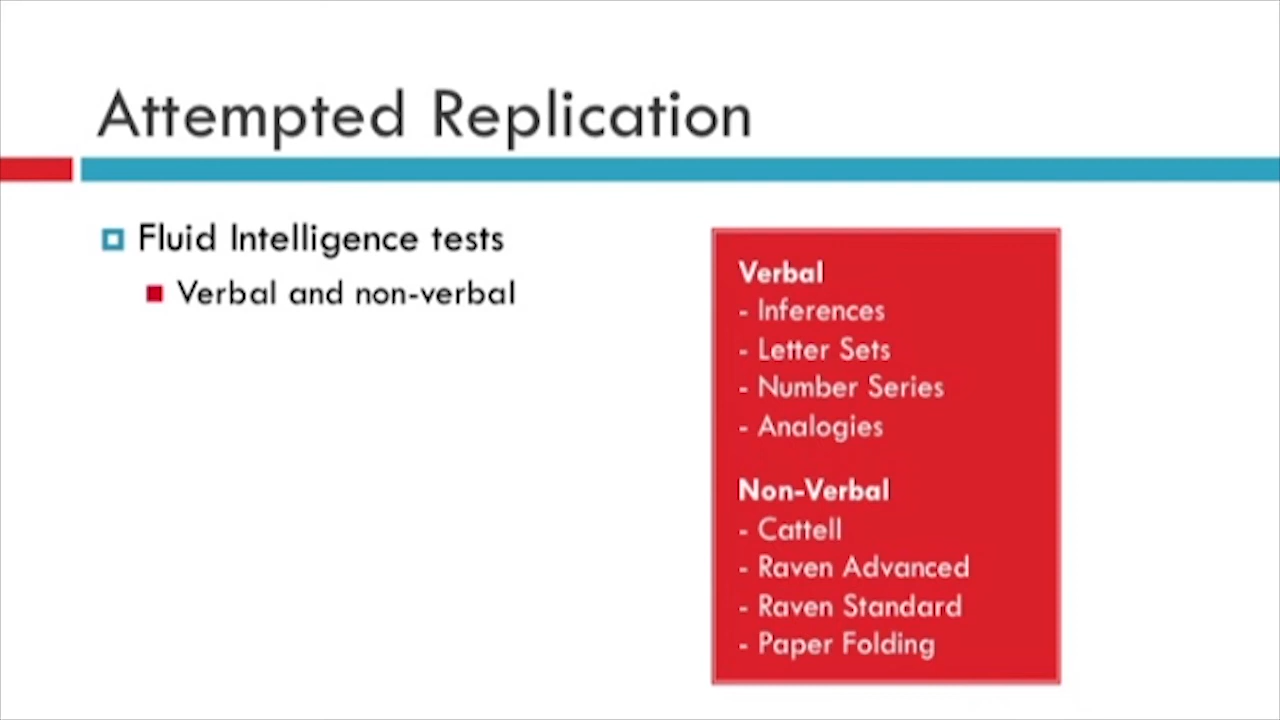 Attempted Replication
Fluid Intelligence tests
Verbal and non-verbal
Verbal
- Inferences
- Letter Sets
- Number Series
- Analogies
Non-Verbal
- Cattell
- Raven Advanced
- Raven Standard
- Paper Folding